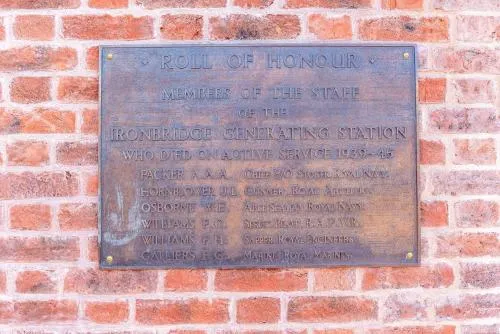 ROLL OF HONOUR
MEMBERS OF THE STAFF
OF THE
IRONBRIDGE GENERATING STATION
WHO DIED ON ACTIVE SERVICE 1939-45
PACKER A.A.A. CHIEF E/O STOKER ROYAL NAVY.
HORNBLOWER GUNNER. ROYAL ARTILLERY.
OSBORNE ABLE SEAMAN ROYAL NAVY.
WILLIAMS SERGT. PILOT. R.A.F.V.R.
WILLIAMS F.H. SAPPER. ROYAL ENGINEERS.
CALLIERS H.G. MARINE ROYAL MARINES.